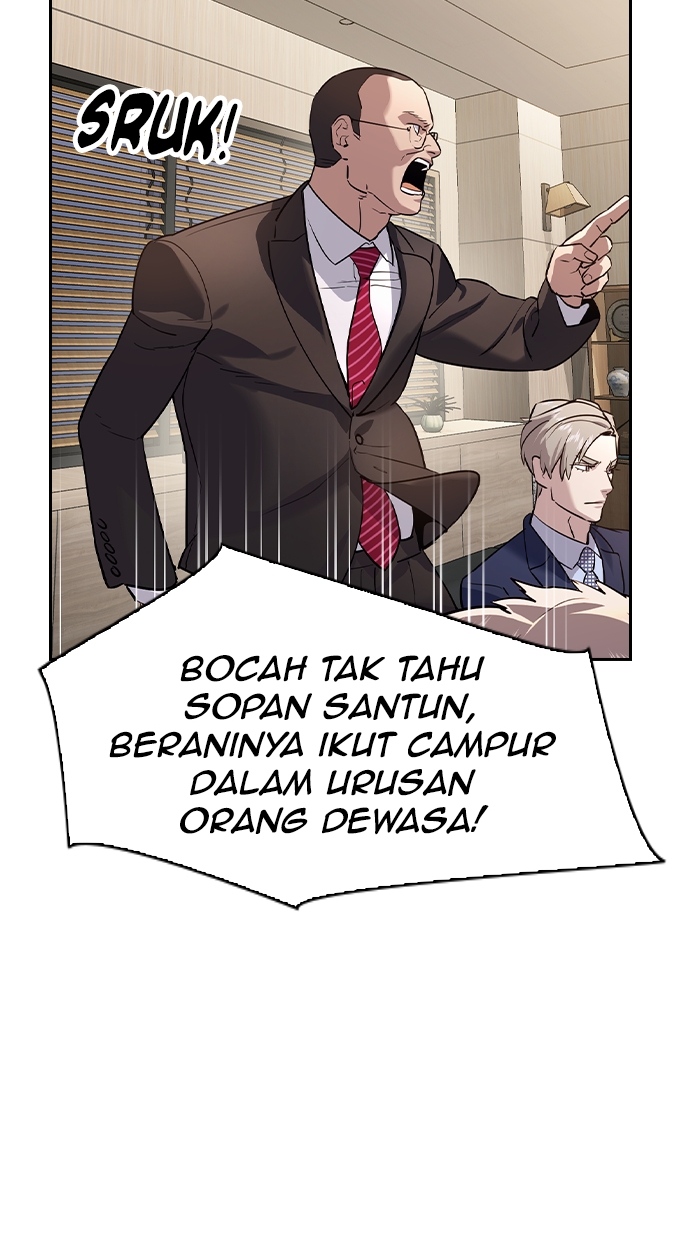 SRUK!
BOCAH TAK TAHU
SOPAN SANTUN,
BERANINYA IKUT CAMPUR
DALAM URUSAN
ORANG DEWASA!